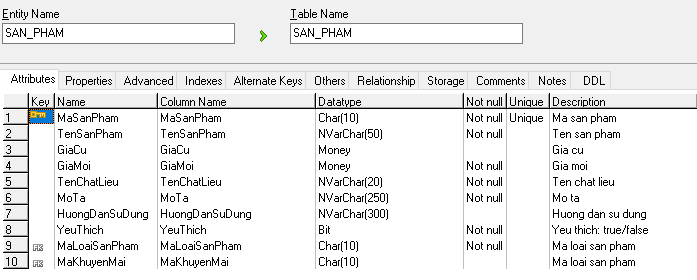 Entity Name Table Name
SAN_PHAM SAN_PHAM
Attributes Properties Advanced Indexes Alternate Keys Others Relationship Storage Comments Notes DDL
Key Name Column Name Datatype Not null Unique Description
1 MaSanPham MaSanPham Char(10) Not null Unique Ma san pham
2 TenSanPham TenSanPham NVarChar(50) Not null Ten san pham
3 GiaCu GiaCu Money Gia cu
4 GiaMoi GiaMoi Money Not null Gia moi
5 TenChatLieu TenChatLieu NVarChar(20) Not null Ten chat lieu
6 MoTa MoTa NVarChar(250) Not null Mo ta
7 HuongDanSuDung HuongDanSuDung NVarChar(300) Huong dan su dung
8 YeuThich YeuThich Bit Not null Yeu thich: true/false
9 FK MaLoaiSanPham MaLoaiSanPham Char(10) Not null Ma loai san pham
10 FK MaKhuyenMai MaKhuyenMai Char(10) Ma loai san pham